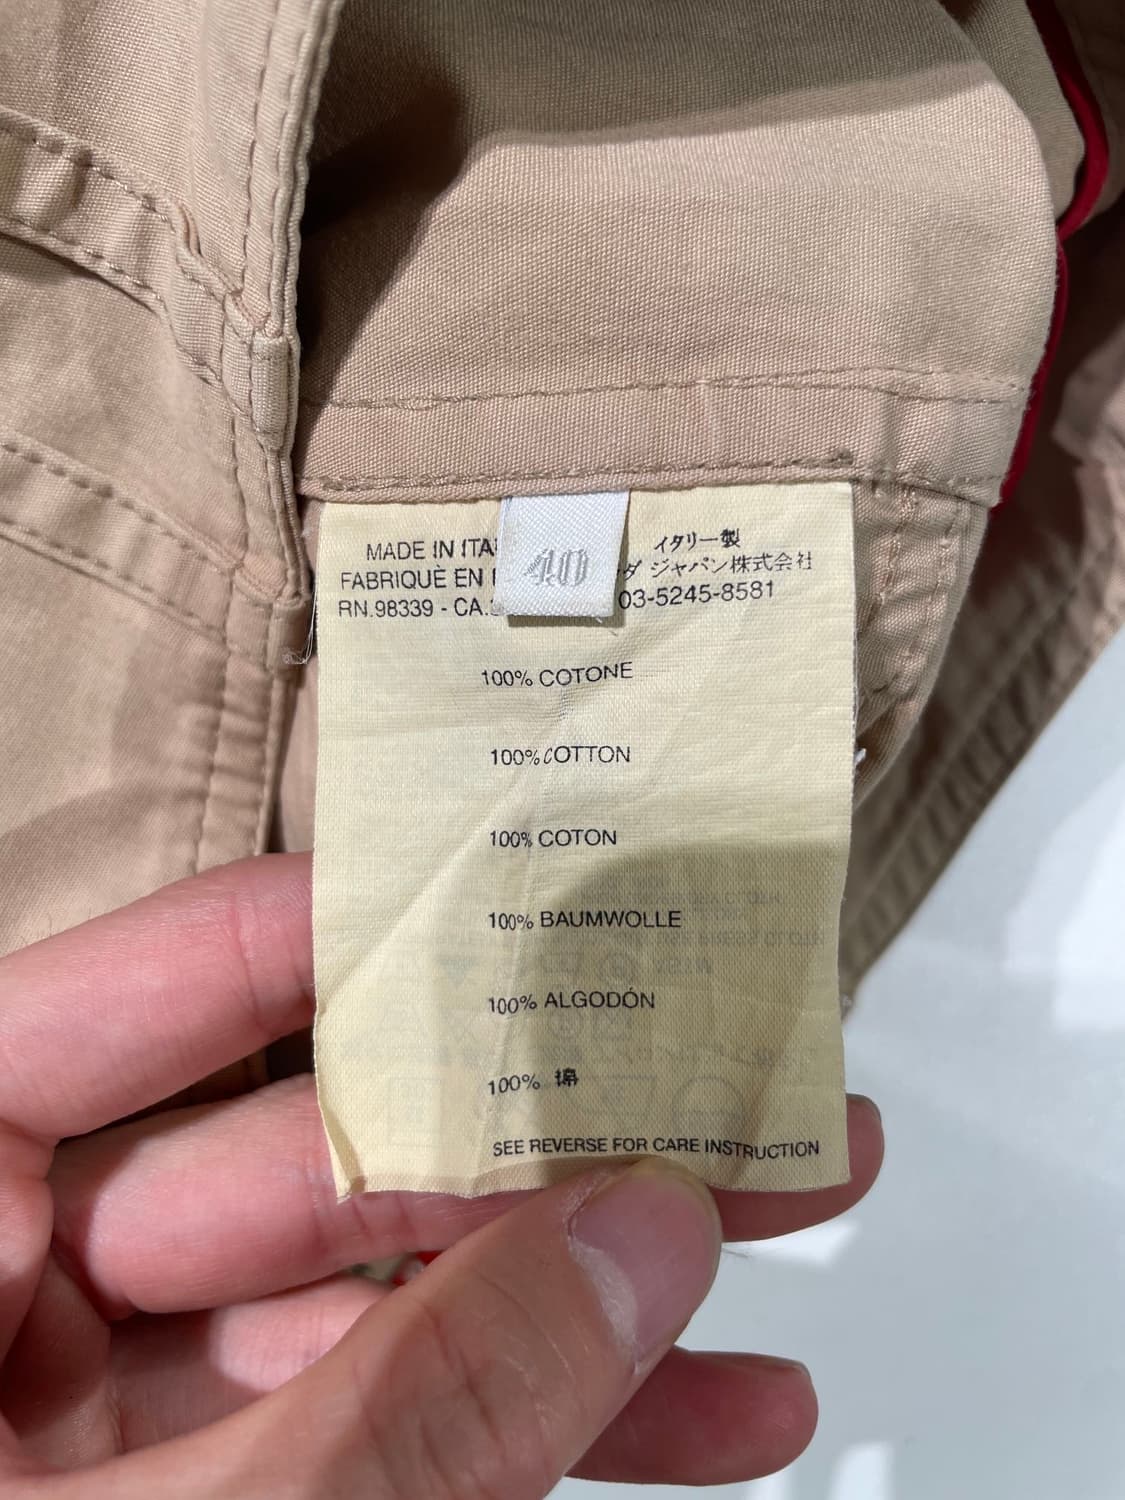 MADE IN ITA
FABRIQUÈ EN
RN.98339 - CA.
40
イタリー製
ダ ジャパン株式会社
03-5245-8581
100% COTONE
100% COTTON
100% COTON
100% BAUMWOLLE
100% ALGODÓN
100% 綿
SEE REVERSE FOR CARE INSTRUCTION